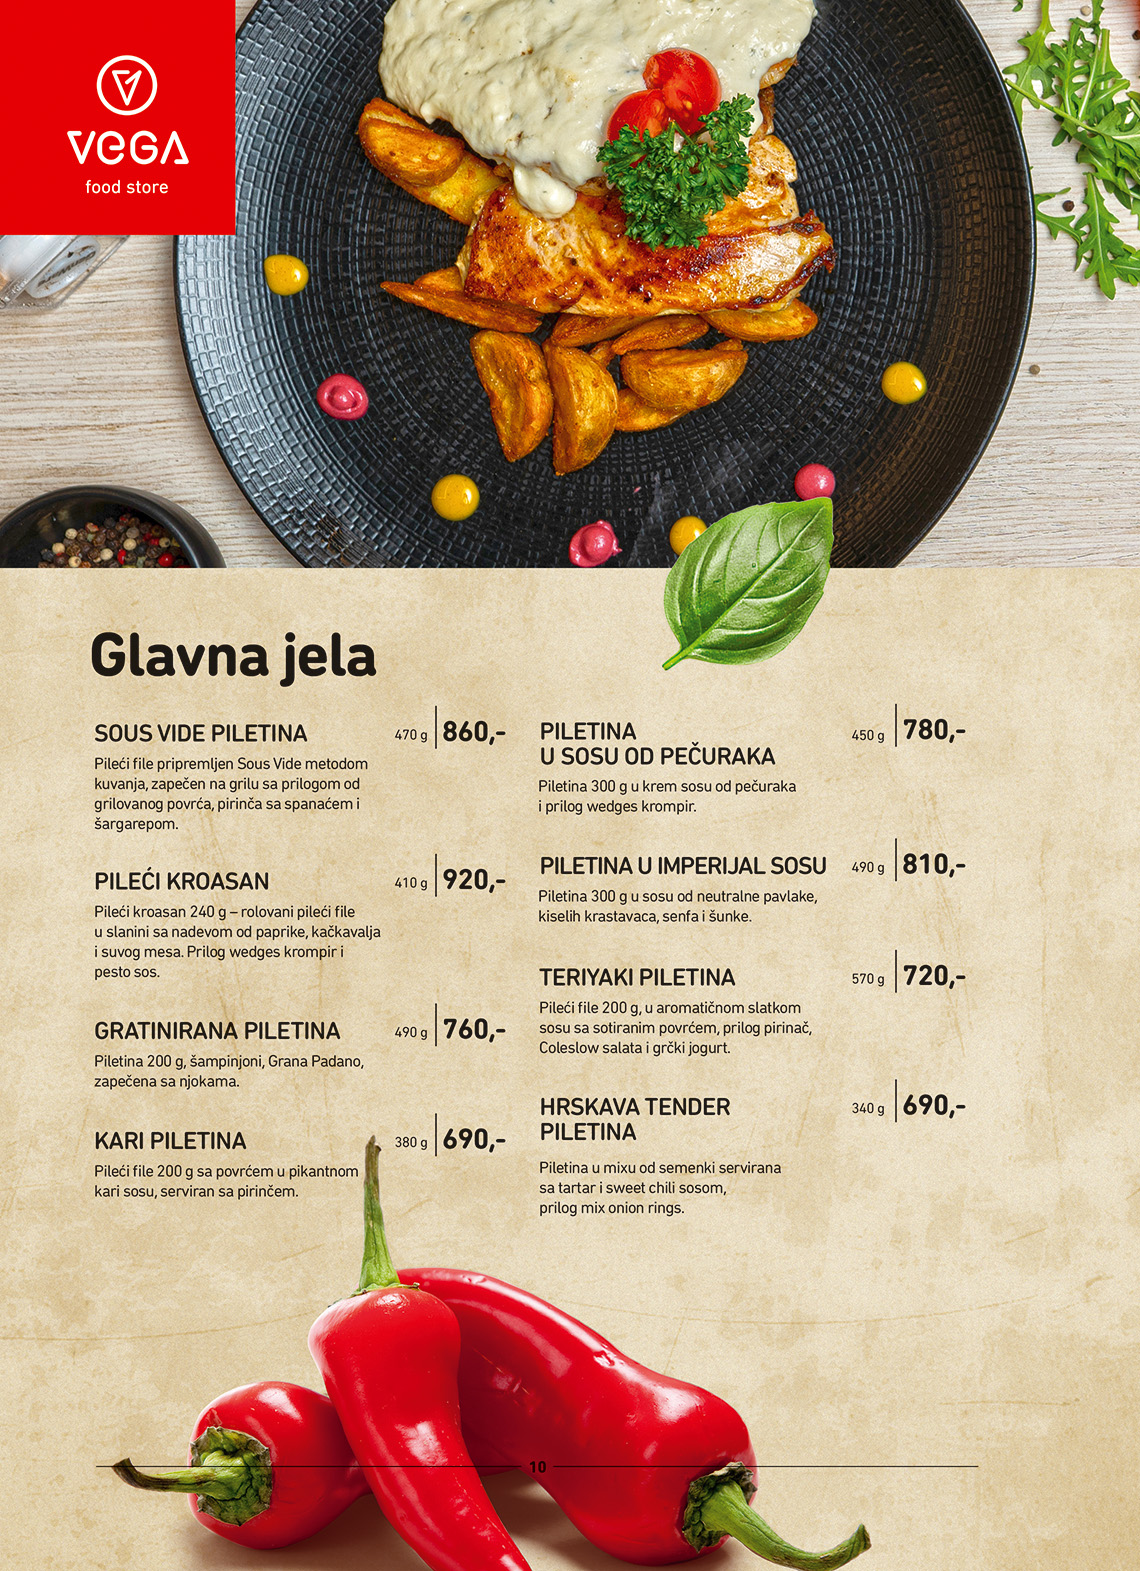 VEGA
food store
Glavna jela
SOUS VIDE PILETINA 470 g 860,-
Pileći file pripremljen Sous Vide metodom
kuvanja, zapečen na grilu sa prilogom od
grilovanog povrća, pirinča sa spanaćem i
šargarepom.
PILEĆI KROASAN 410 g 920,-
Pileći kroasan 240 g – rolovani pileći file
u slanini sa nadevom od paprike, kačkavalja
i suvog mesa. Prilog wedges krompir i
pesto sos.
GRATINIRANA PILETINA 490 g 760,-
Piletina 200 g, šampinjoni, Grana Padano,
zapečena sa njokama.
KARI PILETINA 380 g 690,-
Pileći file 200 g sa povrćem u pikantnom
kari sosu, serviran sa pirinčem.
PILETINA
U SOSU OD PEČURAKA 450 g 780,-
Piletina 300 g u krem sosu od pečuraka
i prilog wedges krompir.
PILETINA U IMPERIJAL SOSU 490 g 810,-
Piletina 300 g u sosu od neutralne pavlake,
kiselih krastavaca, senfa i šunke.
TERIYAKI PILETINA 570 g 720,-
Pileći file 200 g, u aromatičnom slatkom
sosu sa sotiranim povrćem, prilog pirinač,
Coleslow salata i grčki jogurt.
HRSKAVA TENDER
PILETINA 340 g 690,-
Piletina u mixu od semenki servirana
sa tartar i sweet chili sosom,
prilog mix onion rings.
10